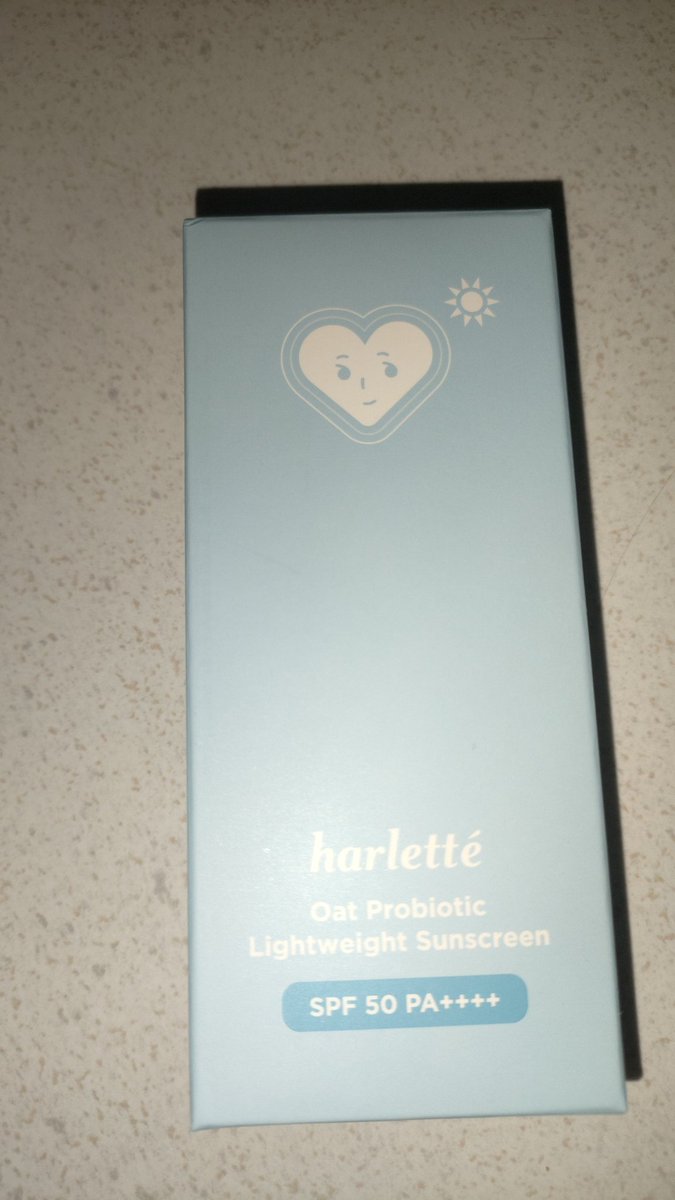 harletté
Oat Probiotic
Lightweight Sunscreen
SPF 50 PA++++